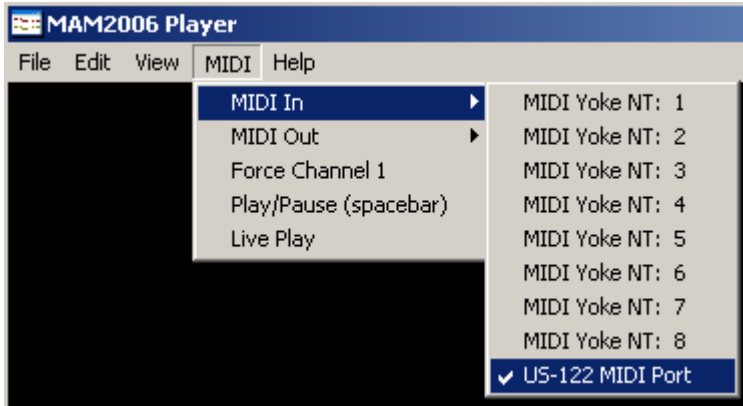 MAM2006 Player
File Edit View MIDI Help
MIDI In
MIDI Out
Force Channel 1
Play/Pause (spacebar)
Live Play
MIDI Yoke NT: 1
MIDI Yoke NT: 2
MIDI Yoke NT: 3
MIDI Yoke NT: 4
MIDI Yoke NT: 5
MIDI Yoke NT: 6
MIDI Yoke NT: 7
MIDI Yoke NT: 8
US-122 MIDI Port